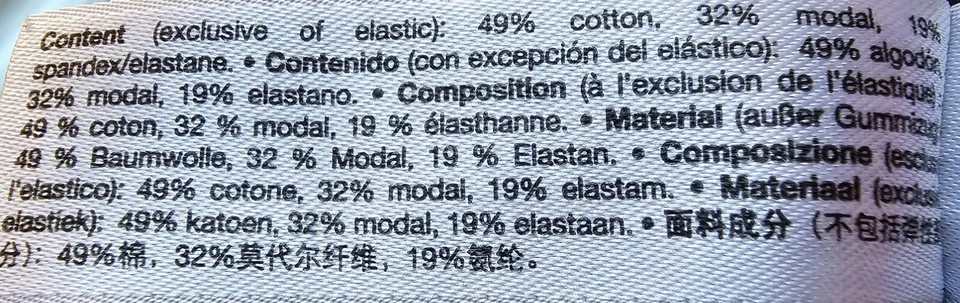 Content (exclusive of elastic): 49% cotton, 32% modal, 19%
spandex/elastane. • Contenido (con excepción del elástico): 49%
32% modal, 19% elastano. • Composition (à l'exclusion de l'élastique)
49 % coton, 32 % modal, 19 % élasthanne. • Material (außer
49 % Baumwolle, 32 % Modal, 19 % Elastan. • Composizione
l'elastico): 49% cotone, 32% modal, 19% elastam. • Materiaal
elastiek): 49% katoen, 32% modal, 19% elastaan. • 面料成分 (不包括弹性
分): 49%棉, 32%莫代尔纤维, 19%氨纶。